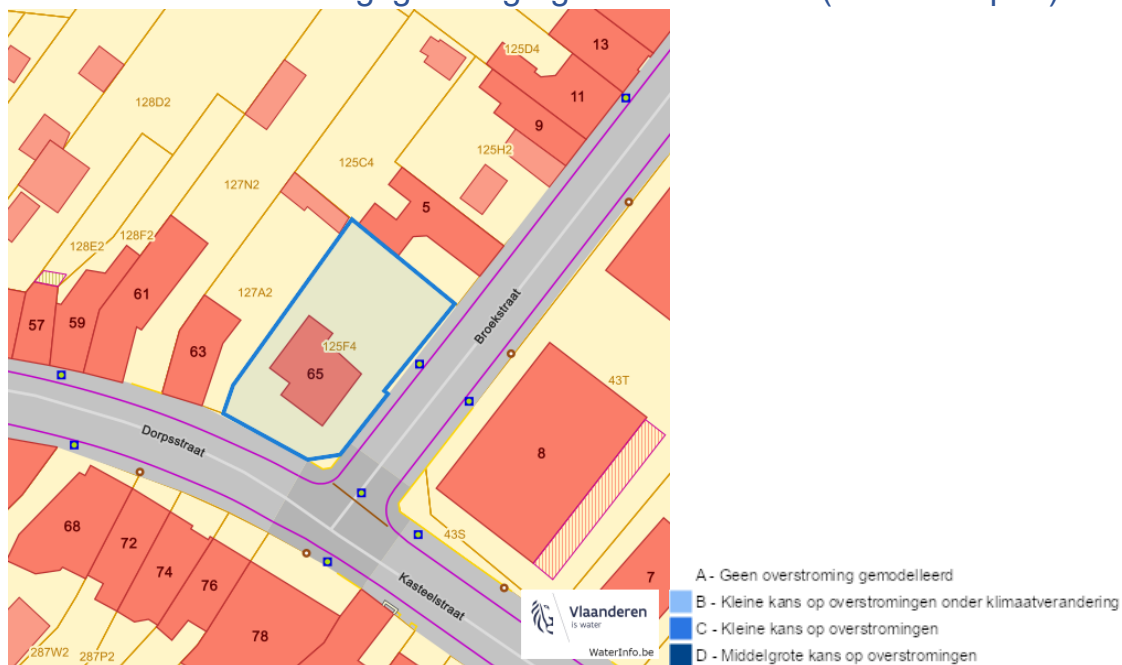 13
125D4
11
128D2
9
125H2
125C4
127N2
5
128F2
128E2
61
127A2
57
59
63
Broekstraat
125F4
65
43T
Dorpsstraat
8
68
72
43S
74
76
7
Kasteelstraat
78
287W2
287P2
Vlaanderen
is water
WaterInfo.be
A - Geen overstroming gemodelleerd
B - Kleine kans op overstromingen onder klimaatverandering
C - Kleine kans op overstromingen
D - Middelgrote kans op overstromingen